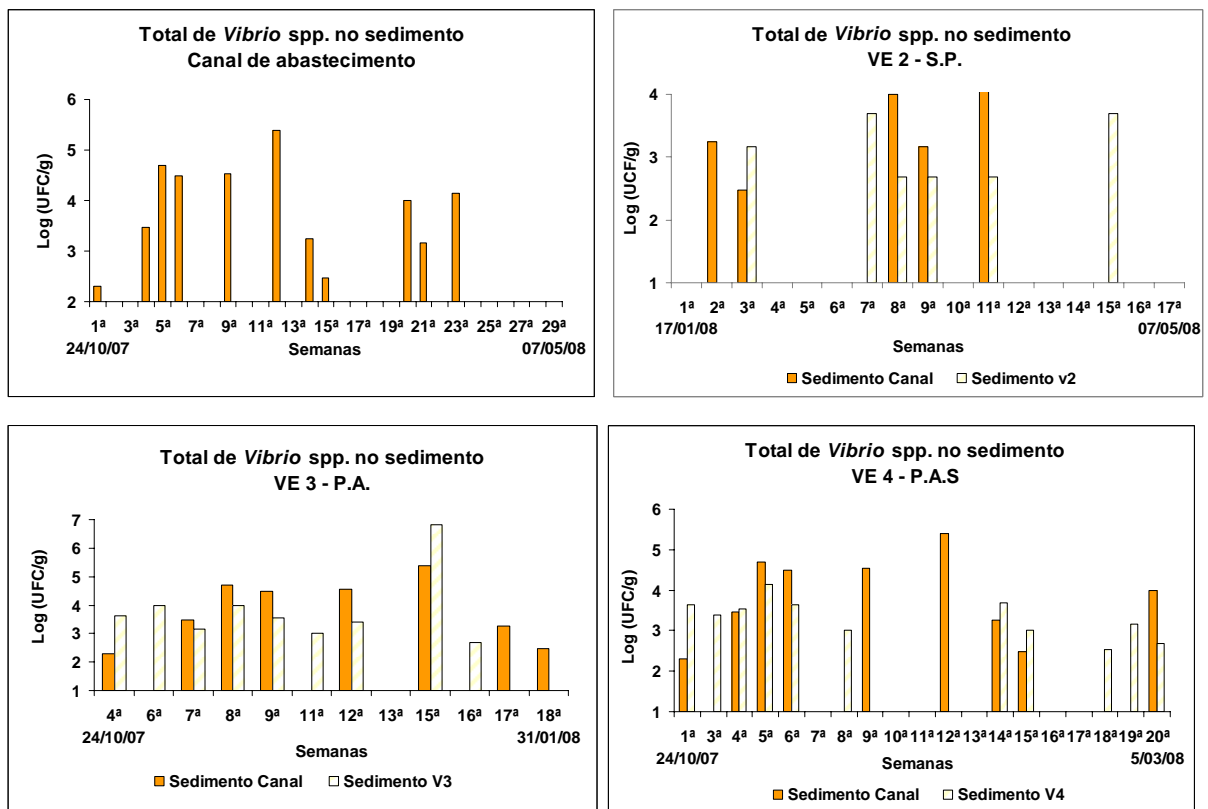 Total de Vibrio spp. no sedimento
Canal de abastecimento
Log (UFC/g)
6
5
4
3
2
1ª 3ª 5ª 7ª 9ª 11ª 13ª 15ª 17ª 19ª 21ª 23ª 25ª 27ª 29ª
24/10/07 07/05/08
Semanas
Total de Vibrio spp. no sedimento
VE 2 - S.P.
Log (UCF/g)
4
3
2
1
1ª 2ª 3ª 4ª 5ª 6ª 7ª 8ª 9ª 10ª 11ª 12ª 13ª 14ª 15ª 16ª 17ª
17/01/08 07/05/08
Semanas
Sedimento Canal Sedimento v2
Total de Vibrio spp. no sedimento
VE 3 - P.A.
Log (UFC/g)
7
6
5
4
3
2
1
4ª 6ª 7ª 8ª 9ª 11ª 12ª 13ª 15ª 16ª 17ª 18ª
24/10/07 31/01/08
Semanas
Sedimento Canal Sedimento V3
Total de Vibrio spp. no sedimento
VE 4 - P.A.S
Log (UFC/g)
6
5
4
3
2
1
1ª 3ª 4ª 5ª 6ª 7ª 8ª 9ª 10ª 11ª 12ª 13ª 14ª 15ª 16ª 17ª 18ª 19ª 20ª
24/10/07 5/03/08
Semanas
Sedimento Canal Sedimento V4